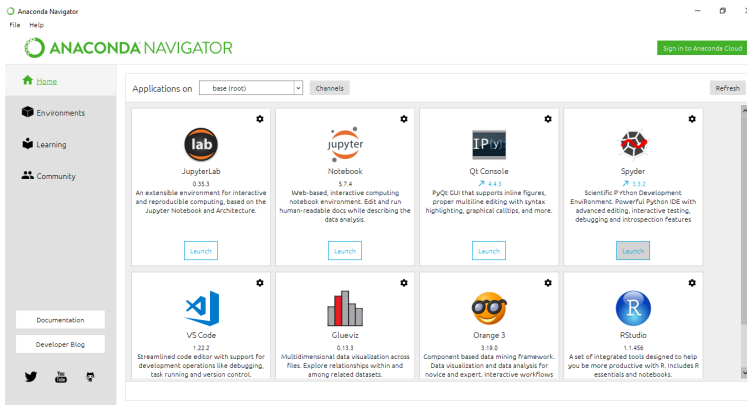 Anaconda Navigator
File Help
ANACONDA NAVIGATOR
Sign in to Anaconda Cloud
Home
Environments
Learning
Community
Documentation
Developer Blog
You Tube
Applications on base (root) Channels Refresh
lab
JupyterLab
0.35.3
An extensible environment for interactive
and reproducible computing, based on the
Jupyter Notebook and Architecture.
Launch
jupyter
Notebook
5.7.4
Web-based, interactive computing
notebook environment. Edit and run
human-readable docs while describing the
data analysis.
Launch
IP[y]:
Qt Console
4.4.3
PyQt GUI that supports inline figures,
proper multiline editing with syntax
highlighting, graphical calltips, and more.
Launch
Spyder
3.3.2
Scientific PYthon Development
EnviRonment. Powerful Python IDE with
advanced editing, interactive testing,
debugging and introspection features
Launch
VS Code
1.22.2
Streamlined code editor with support for
development operations like debugging,
task running and version control.
Glueviz
0.13.3
Multidimensional data visualization across
files. Explore relationships within and
among related datasets.
Orange 3
3.19.0
Component based data mining framework.
Data visualization and data analysis for
novice and expert. Interactive workflows
R
RStudio
1.1.456
A set of integrated tools designed to help
you be more productive with R. Includes R
essentials and notebooks.